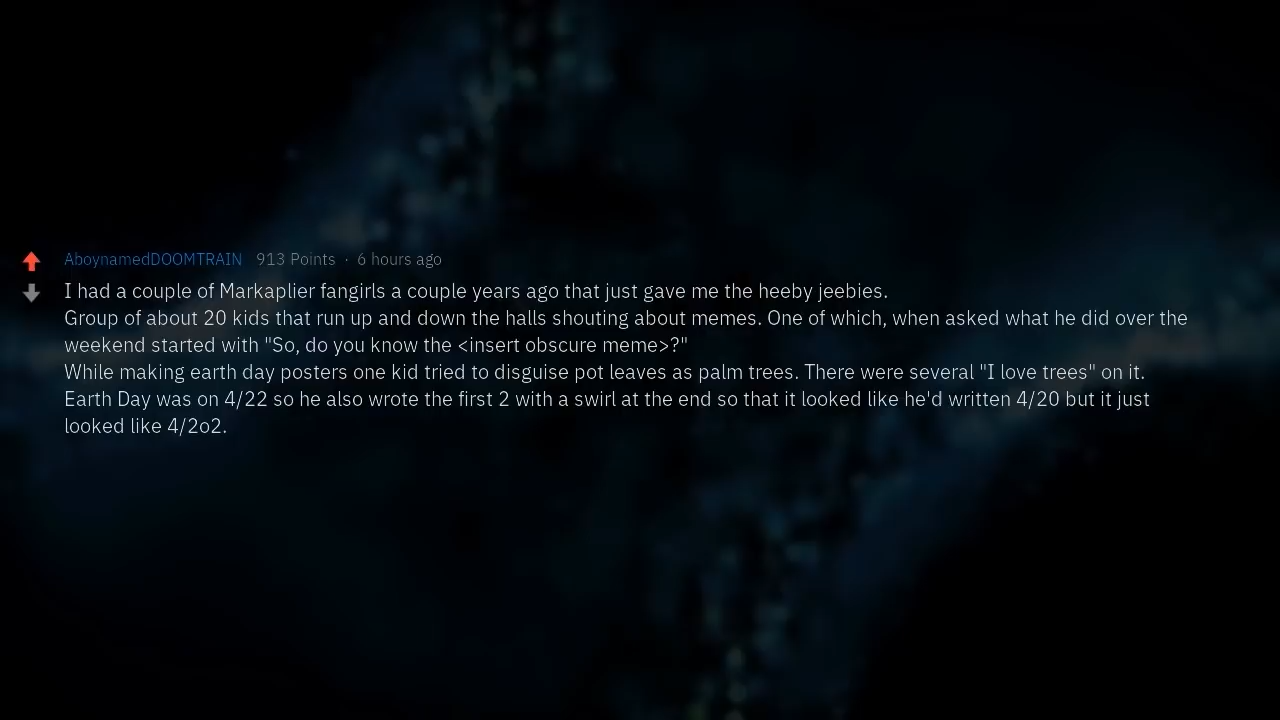 AboynamedDOOMTRAIN 913 Points · 6 hours ago
I had a couple of Markaplier fangirls a couple years ago that just gave me the heeby jeebies.
Group of about 20 kids that run up and down the halls shouting about memes. One of which, when asked what he did over the
weekend started with "So, do you know the <insert obscure meme>?"
While making earth day posters one kid tried to disguise pot leaves as palm trees. There were several "I love trees" on it.
Earth Day was on 4/22 so he also wrote the first 2 with a swirl at the end so that it looked like he'd written 4/20 but it just
looked like 4/2o2.